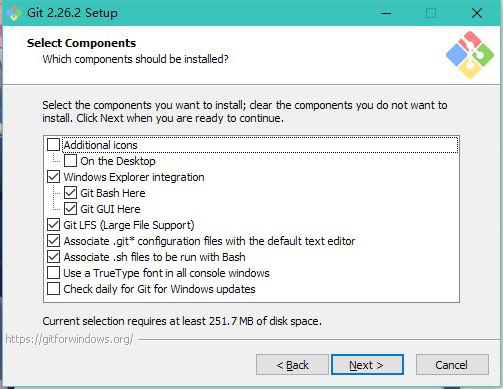 Git 2.26.2 Setup
Select Components
Which components should be installed?
Select the components you want to install; clear the components you do not want to
install. Click Next when you are ready to continue.
Additional icons
On the Desktop
Windows Explorer integration
Git Bash Here
Git GUI Here
Git LFS (Large File Support)
Associate .git* configuration files with the default text editor
Associate .sh files to be run with Bash
Use a TrueType font in all console windows
Check daily for Git for Windows updates
Current selection requires at least 251.7 MB of disk space.
https://gitforwindows.org/
< Back
Next >
Cancel